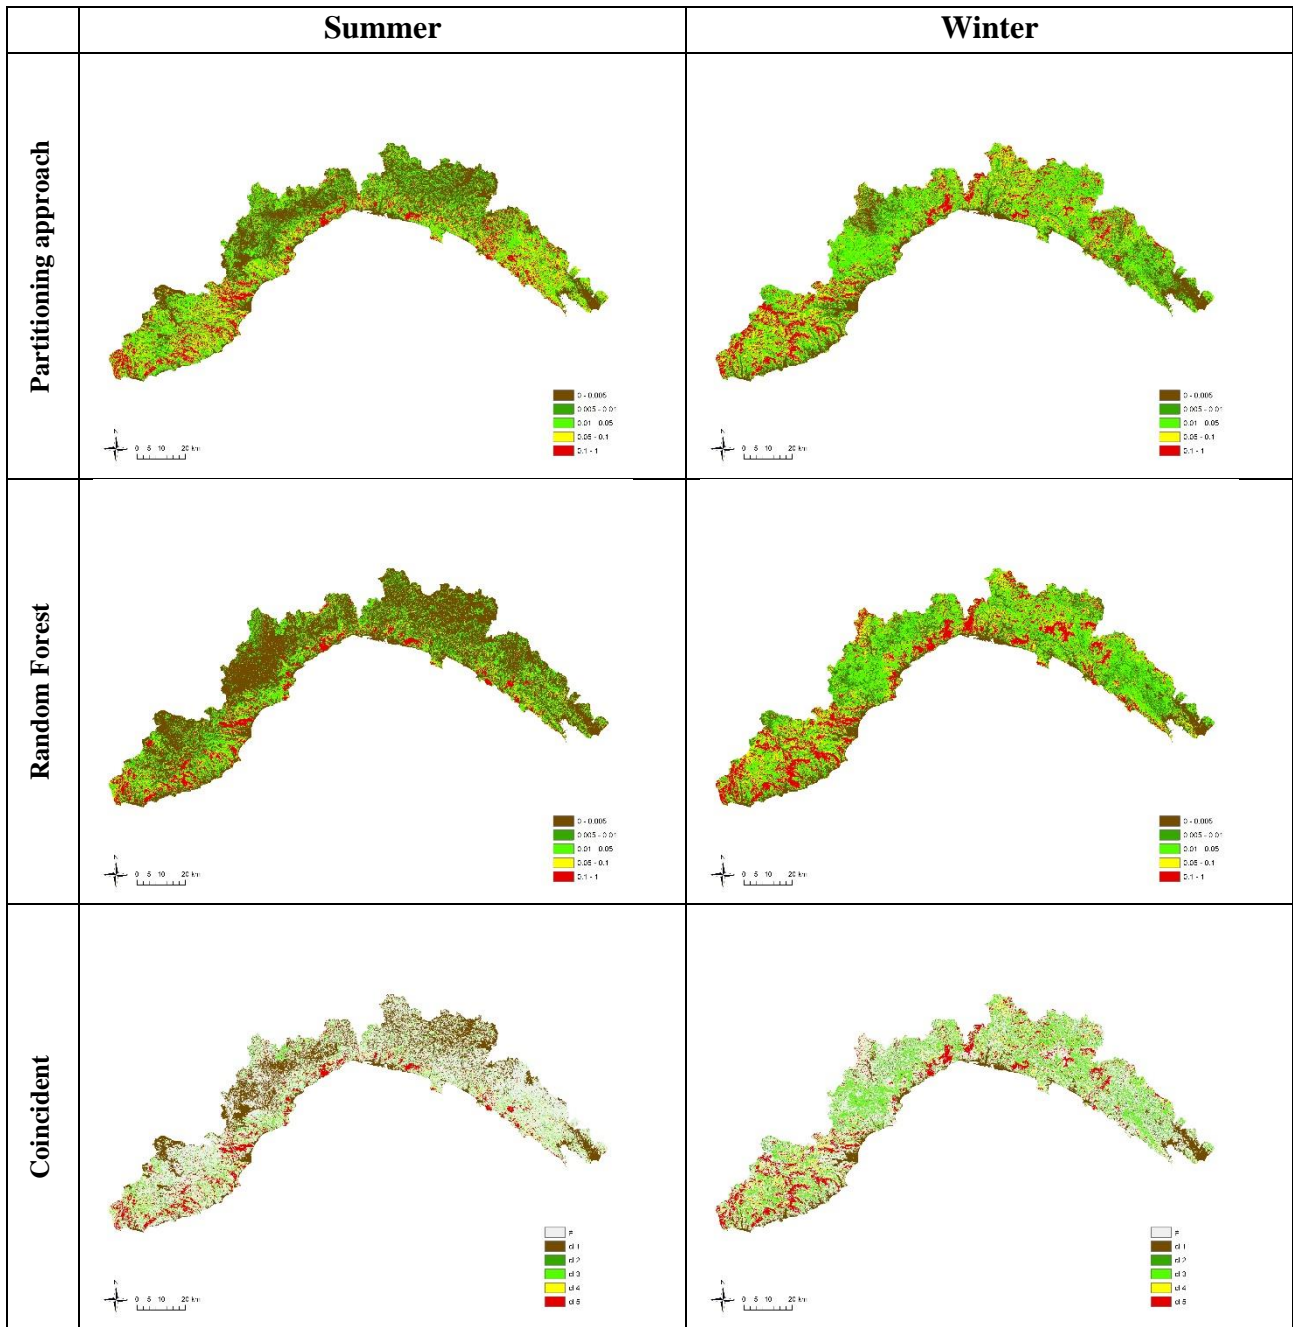 Summer
Winter
Partitioning approach
N
0 5 10 20 km
0 - 0.005
0.005 - 0.01
0.01 0.05
0.05 - 0.1
0.1 - 1
N
0 5 10 20 km
0 - 0.005
0.005 - 0.01
0.01 0.05
0.05 - 0.1
0.1 - 1
Random Forest
N
0 5 10 20 km
0 - 0.005
0.005 - 0.01
0.01 0.05
0.05 - 0.1
0.1 - 1
N
0 5 10 20 km
0 - 0.005
0.005 - 0.01
0.01 0.05
0.05 - 0.1
0.1 - 1
Coincident
N
0 5 10 20 km
cl 1
cl 2
cl 3
cl 4
cl 5
N
0 5 10 20 km
cl 1
cl 2
cl 3
cl 4
cl 5